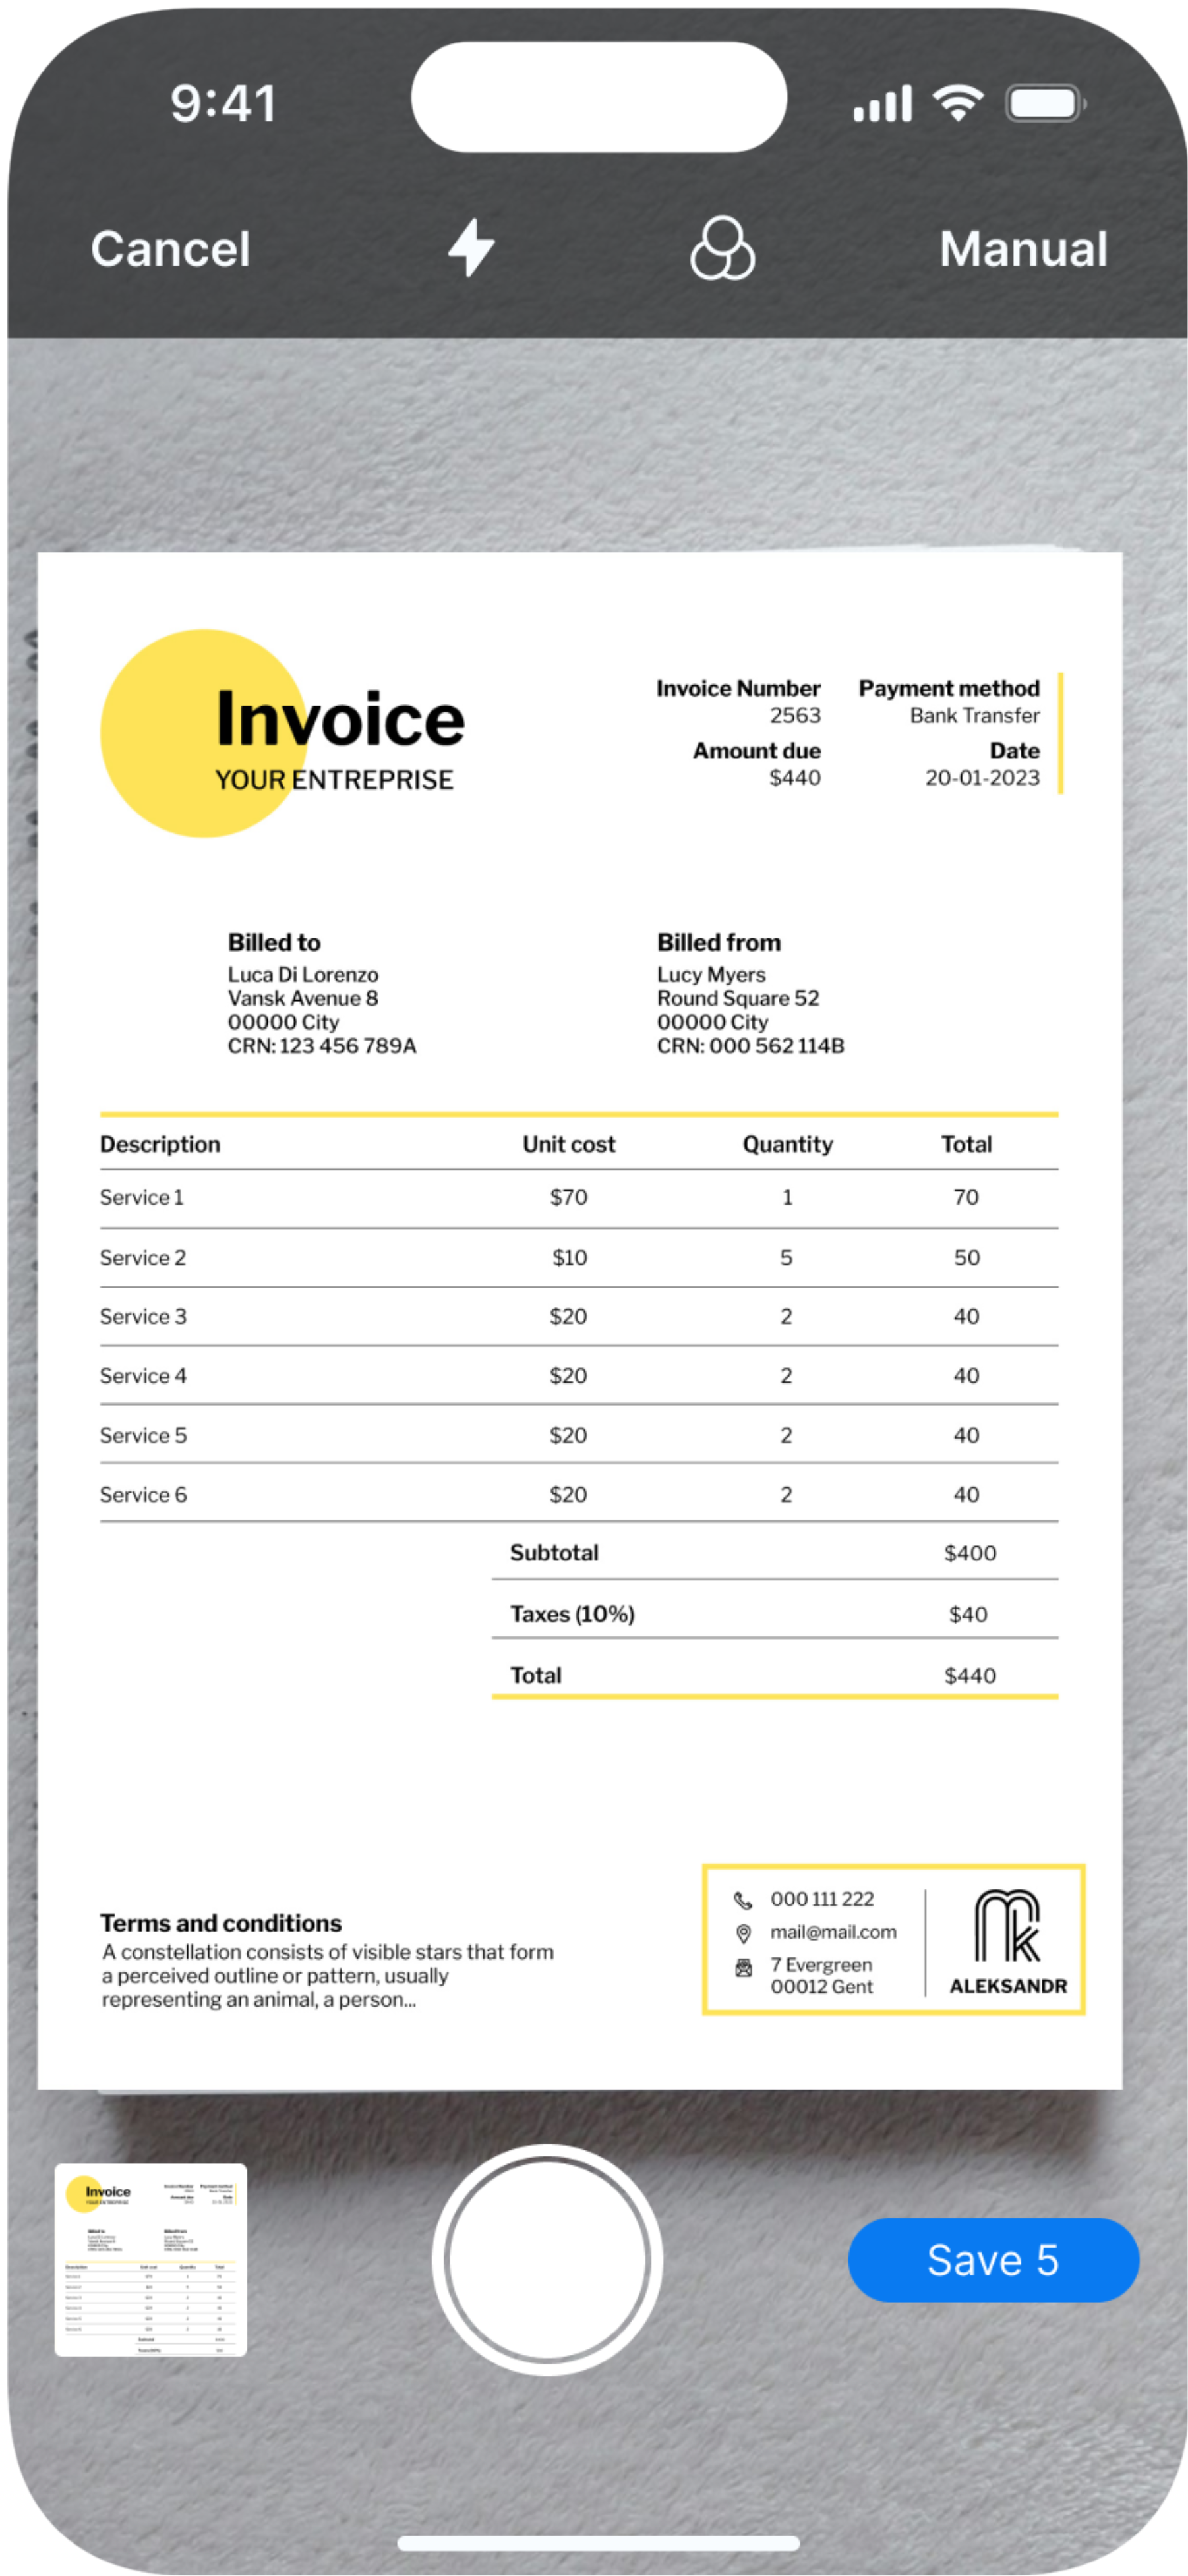 9:41
Cancel
Manual
Invoice
YOUR ENTREPRISE
Invoice Number
2563
Amount due
$440
Payment method
Bank Transfer
Date
20-01-2023
Billed to
Luca Di Lorenzo
Vansk Avenue 8
00000 City
CRN: 123 456 789A
Billed from
Lucy Myers
Round Square 52
00000 City
CRN: 000 562 114B
Description Unit cost Quantity Total
Service 1 $70 1 70
Service 2 $10 5 50
Service 3 $20 2 40
Service 4 $20 2 40
Service 5 $20 2 40
Service 6 $20 2 40
Subtotal $400
Taxes (10%) $40
Total $440
Terms and conditions
A constellation consists of visible stars that form
a perceived outline or pattern, usually
representing an animal, a person...
000 111 222
mail@mail.com
7 Evergreen
00012 Gent
ALEKSANDR
Invoice
Save 5